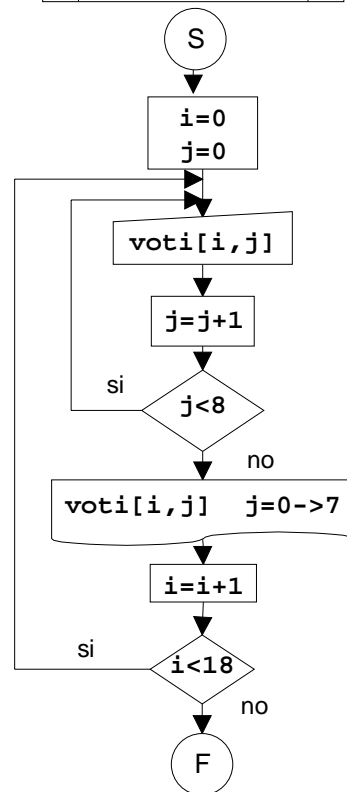 S
i=0
j=0
voti[i,j]
j=j+1
si
j<8
no
voti[i,j] j=0->7
i=i+1
si
i<18
no
F